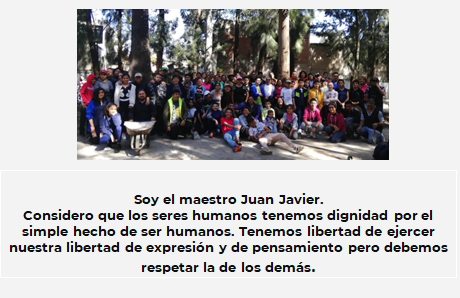 Soy el maestro Juan Javier.
Considero que los seres humanos tenemos dignidad por el
simple hecho de ser humanos. Tenemos libertad de ejercer
nuestra libertad de expresión y de pensamiento pero debemos
respetar la de los demás.